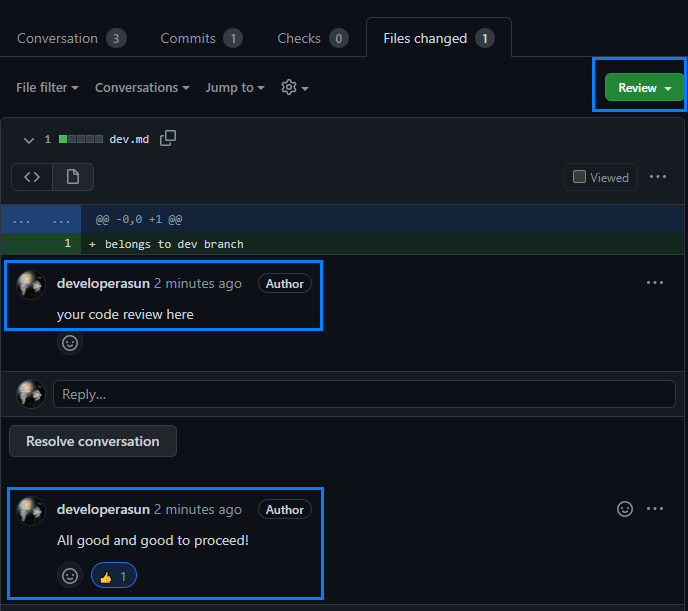 Conversation 3 Commits 1 Checks 0 Files changed 1
File filter Conversations Jump to Review
1 dev.md
Viewed
... ... @@ -0,0 +1 @@
1 + belongs to dev branch
developerasun 2 minutes ago Author
your code review here
Reply...
Resolve conversation
developerasun 2 minutes ago Author
All good and good to proceed!
1